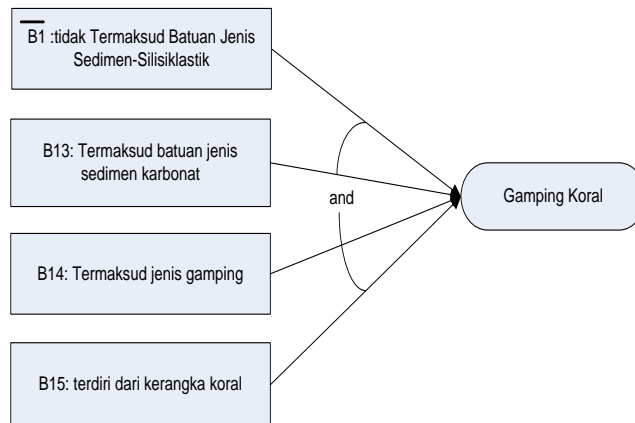 B1 :tidak Termaksud Batuan Jenis
Sedimen-Silisiklastik
B13: Termaksud batuan jenis
sedimen karbonat
and
Gamping Koral
B14: Termaksud jenis gamping
B15: terdiri dari kerangka koral